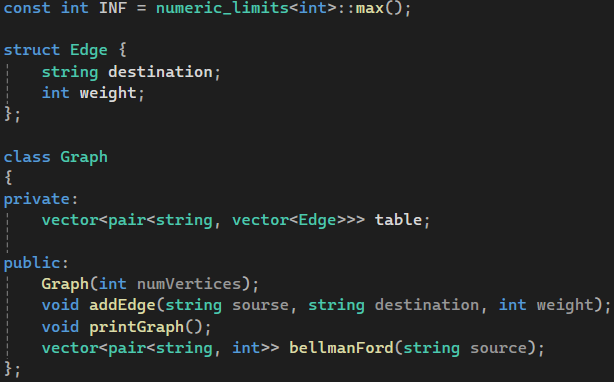 const int INF = numeric_limits<int>::max();
struct Edge {
string destination;
int weight;
};
class Graph
{
private:
vector<pair<string, vector<Edge>>> table;
public:
Graph(int numVertices);
void addEdge(string sourse, string destination, int weight);
void printGraph();
vector<pair<string, int>> bellmanFord(string source);
};